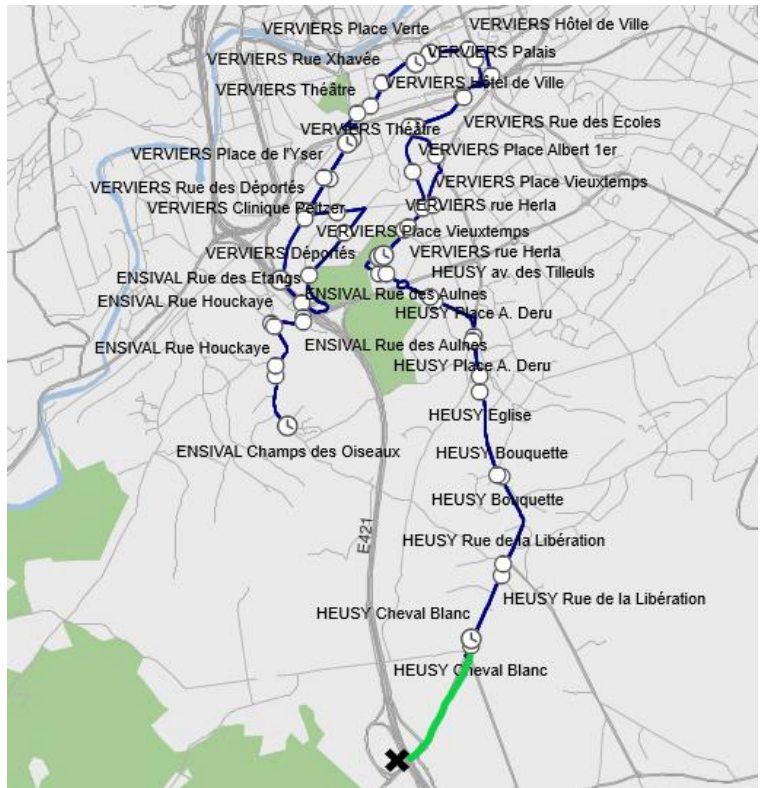 VERVIERS Place Verte
VERVIERS Hôtel de Ville
VERVIERS Rue Xhavée
VERVIERS Palais
VERVIERS Théâtre
VERVIERS Hôtel de Ville
VERVIERS Théâtre
VERVIERS Rue des Ecoles
VERVIERS Place de l'Yser
VERVIERS Place Albert 1er
VERVIERS Rue des Déportés
VERVIERS Place Vieuxtemps
VERVIERS Clinique Peltzer
VERVIERS rue Herla
VERVIERS Place Vieuxtemps
VERVIERS Déportés
VERVIERS rue Herla
ENSIVAL Rue des Etangs
HEUSY av. des Tilleuls
ENSIVAL Rue des Aulnes
ENSIVAL Rue Houckaye
HEUSY Place A. Deru
ENSIVAL Rue Houckaye
ENSIVAL Rue des Aulnes
HEUSY Place A. Deru
HEUSY Eglise
ENSIVAL Champs des Oiseaux
HEUSY Bouquette
HEUSY Bouquette
E421
HEUSY Rue de la Libération
HEUSY Rue de la Libération
HEUSY Cheval Blanc
HEUSY Cheval Blanc